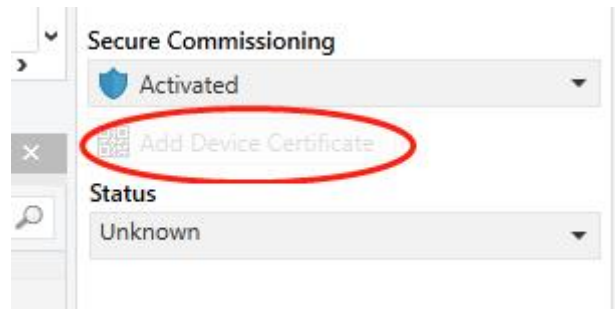 Secure Commissioning
Activated
Add Device Certificate
Status
Unknown